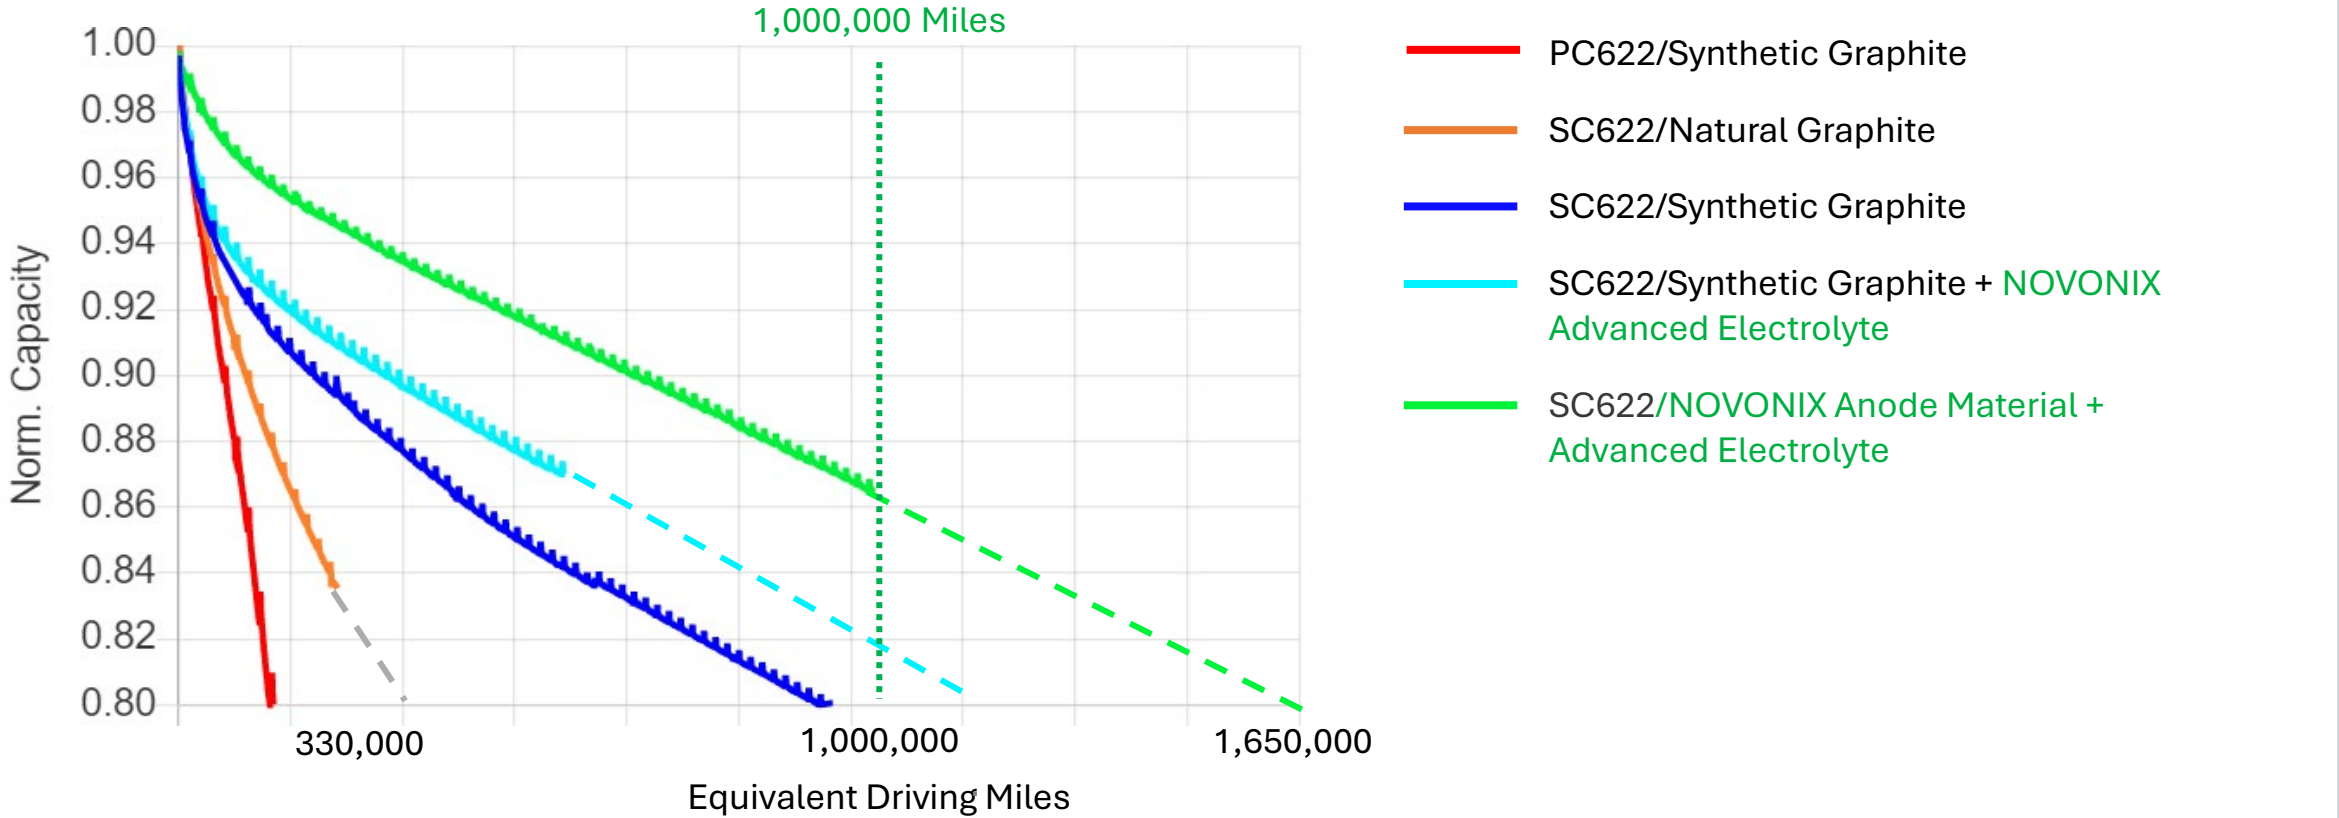 1,000,000 Miles
1.00
0.98
0.96
0.94
0.92
0.90
0.88
0.86
0.84
0.82
0.80
Norm. Capacity
330,000
1,000,000
1,650,000
Equivalent Driving Miles
PC622/Synthetic Graphite
SC622/Natural Graphite
SC622/Synthetic Graphite
SC622/Synthetic Graphite + NOVONIX
Advanced Electrolyte
SC622/NOVONIX Anode Material +
Advanced Electrolyte